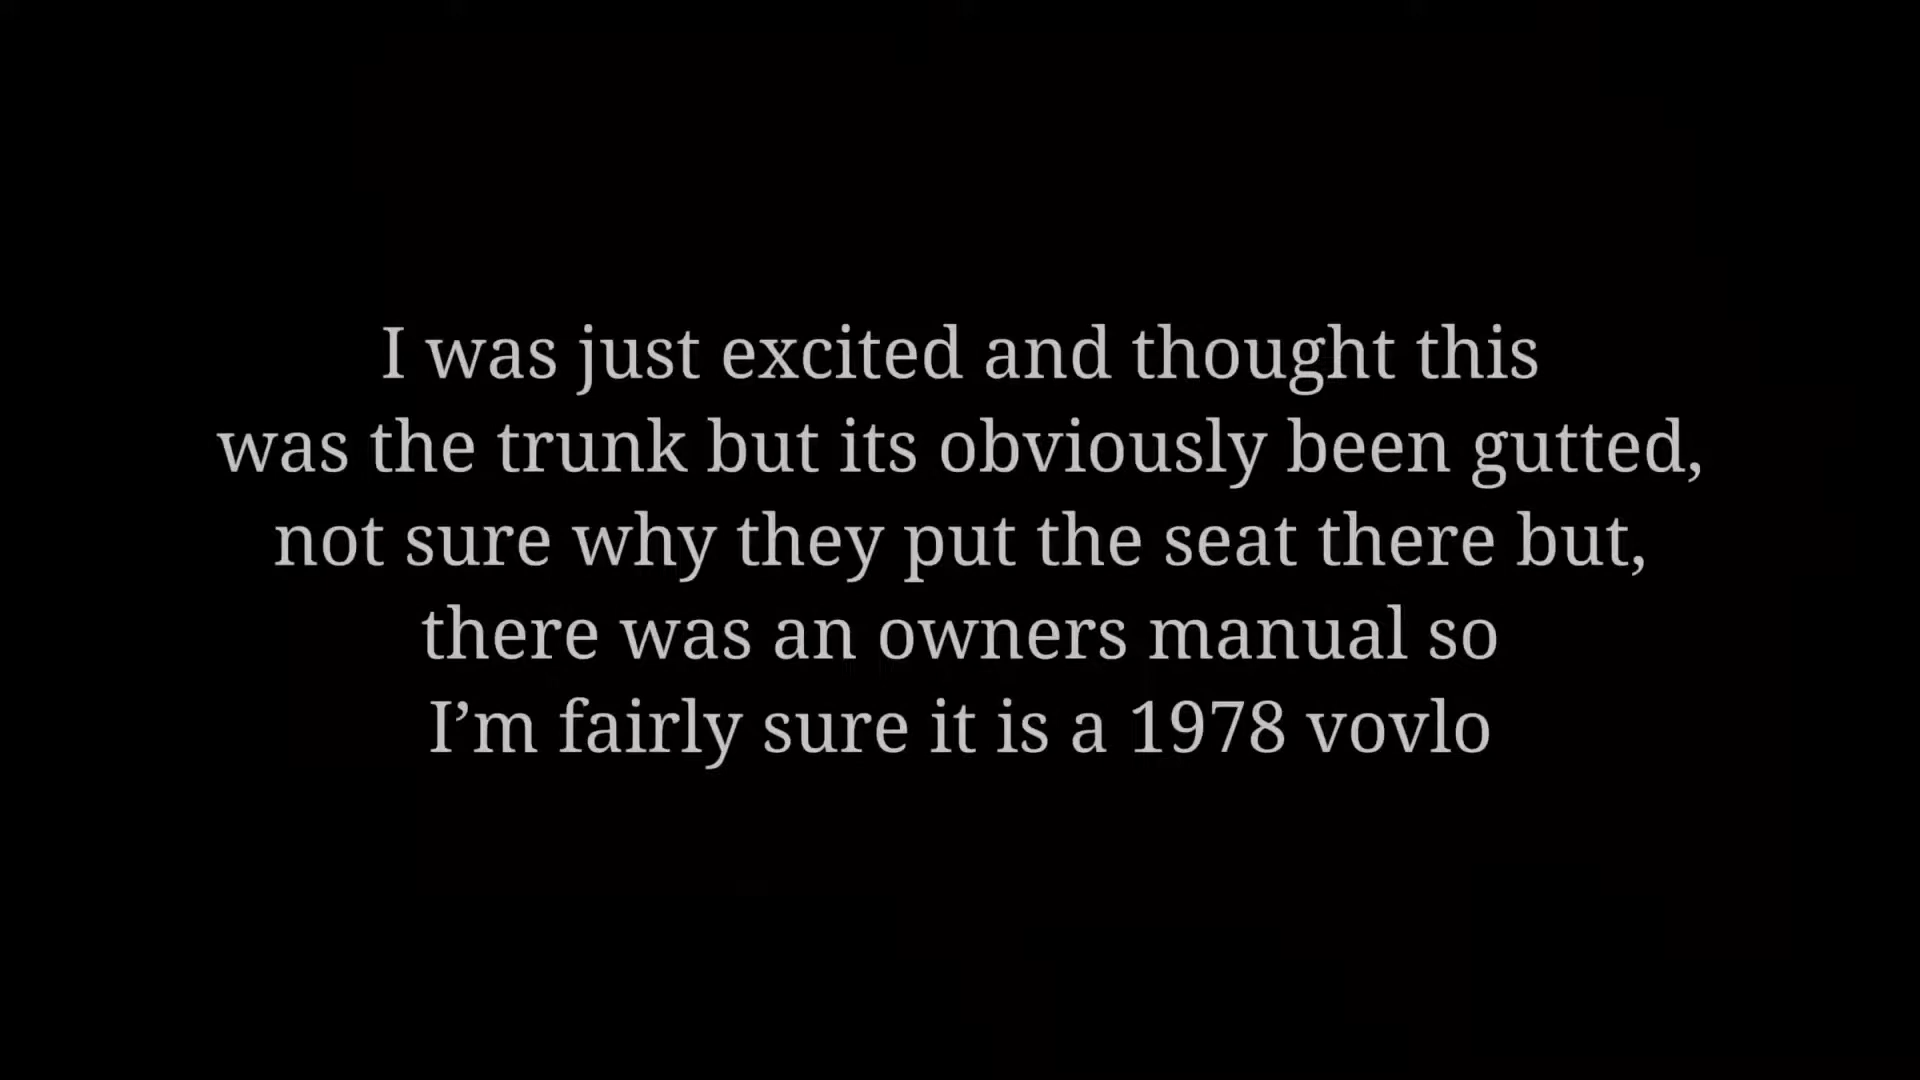 I was just excited and thought this
was the trunk but its obviously been gutted,
not sure why they put the seat there but,
there was an owners manual so
I’m fairly sure it is a 1978 vovlo